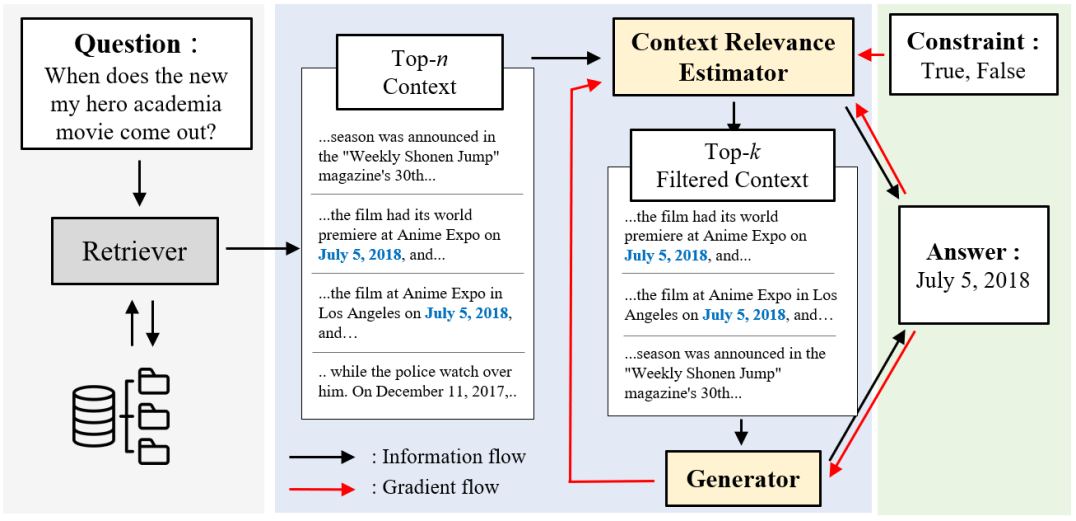 Question :
When does the new
my hero academia
movie come out?
Retriever
Top-n
Context
...season was announced in
the "Weekly Shonen Jump"
magazine's 30th...
...the film had its world
premiere at Anime Expo on
July 5, 2018, and...
...the film at Anime Expo in
Los Angeles on July 5, 2018,
and…
.. while the police watch over
him. On December 11, 2017,..
: Information flow
: Gradient flow
Context Relevance
Estimator
Top-k
Filtered Context
...the film had its world
premiere at Anime Expo on
July 5, 2018, and...
...the film at Anime Expo in Los
Angeles on July 5, 2018, and…
...season was announced in the
"Weekly Shonen Jump"
magazine's 30th...
Generator
Constraint :
True, False
Answer :
July 5, 2018